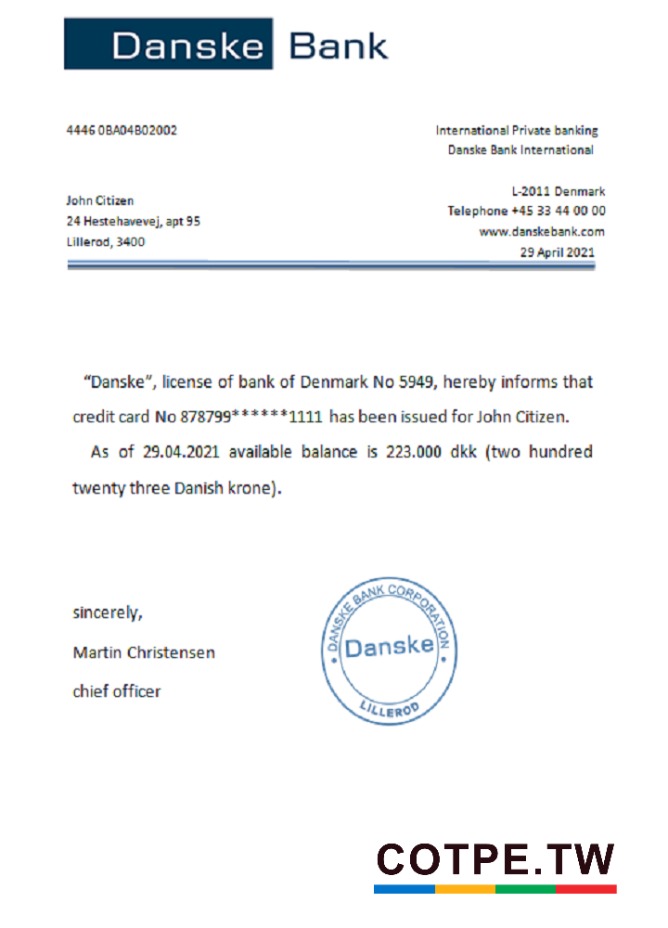 Danske Bank
4446 0BA04B02002
International Private banking
Danske Bank International
John Citizen
24 Hestehavevej, apt 95
Lillerod, 3400
L-2011 Denmark
Telephone +45 33 44 00 00
www.danskebank.com
29 April 2021
“Danske”, license of bank of Denmark No 5949, hereby informs that
credit card No 878799******1111 has been issued for John Citizen.
As of 29.04.2021 available balance is 223.000 dkk (two hundred
twenty three Danish krone).
sincerely,
Martin Christensen
chief officer
DANSKE BANK CORPORATION
Danske
LILLEROD
COTPE.TW